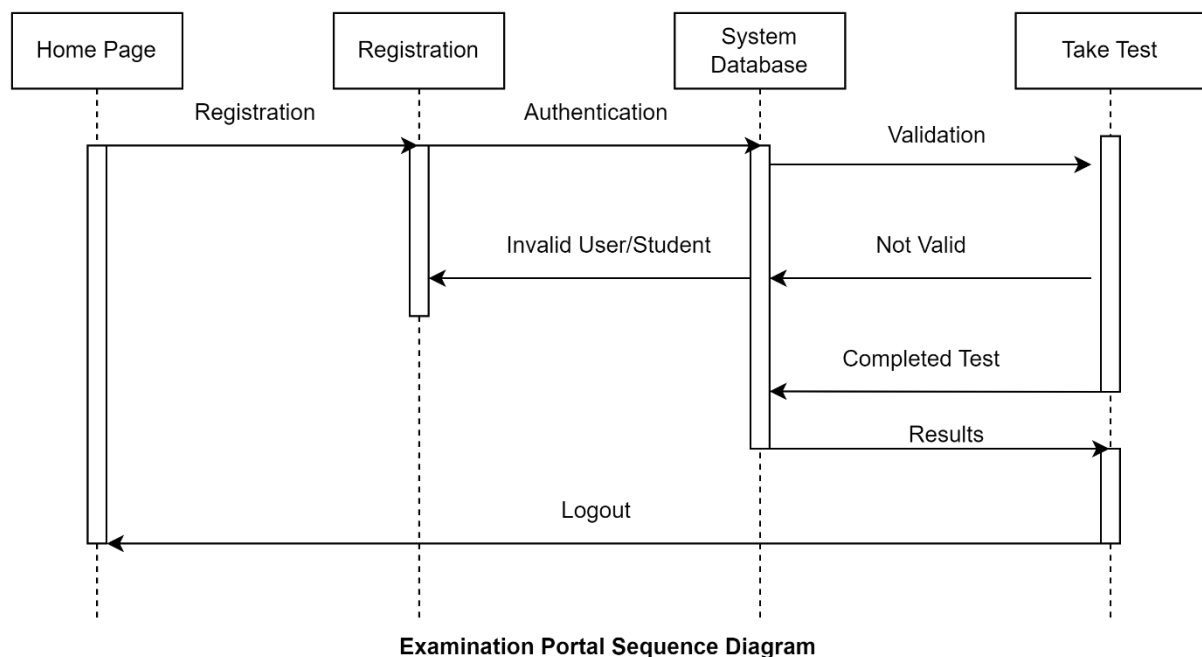 Home Page
Registration
System
Database
Take Test
Registration
Authentication
Validation
Invalid User/Student
Not Valid
Completed Test
Results
Logout
Examination Portal Sequence Diagram